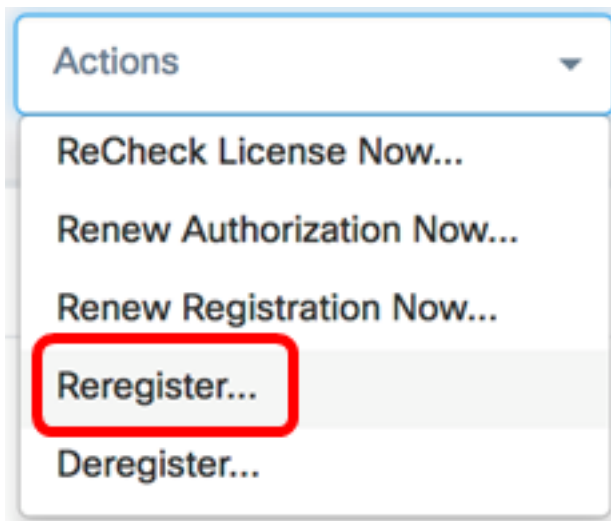 Actions
ReCheck License Now...
Renew Authorization Now...
Renew Registration Now...
Reregister...
Deregister...